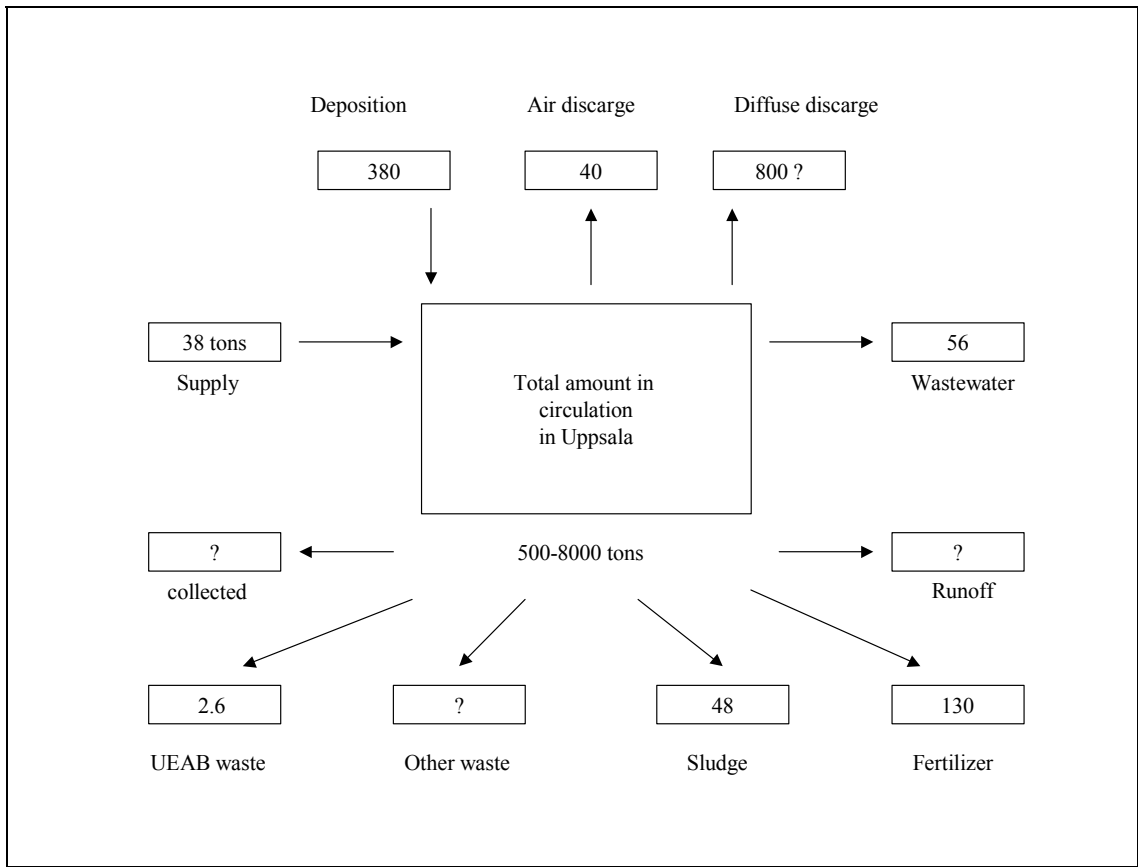 Deposition
Air discarge
Diffuse discarge
380
40
800 ?
38 tons
Supply
Total amount in
circulation
in Uppsala
56
Wastewater
?
collected
500-8000 tons
?
Runoff
2.6
?
48
130
UEAB waste
Other waste
Sludge
Fertilizer